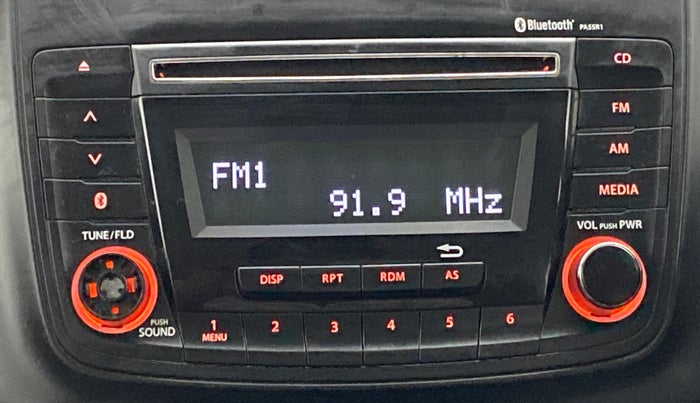 Bluetooth PASSR1
CD
FM
AM
MEDIA
FM1
91.9 MHz
TUNE/FLD
VOL PUSH PWR
DISP RPT RDM AS
PUSH
SOUND
1 2 3 4 5 6
MENU